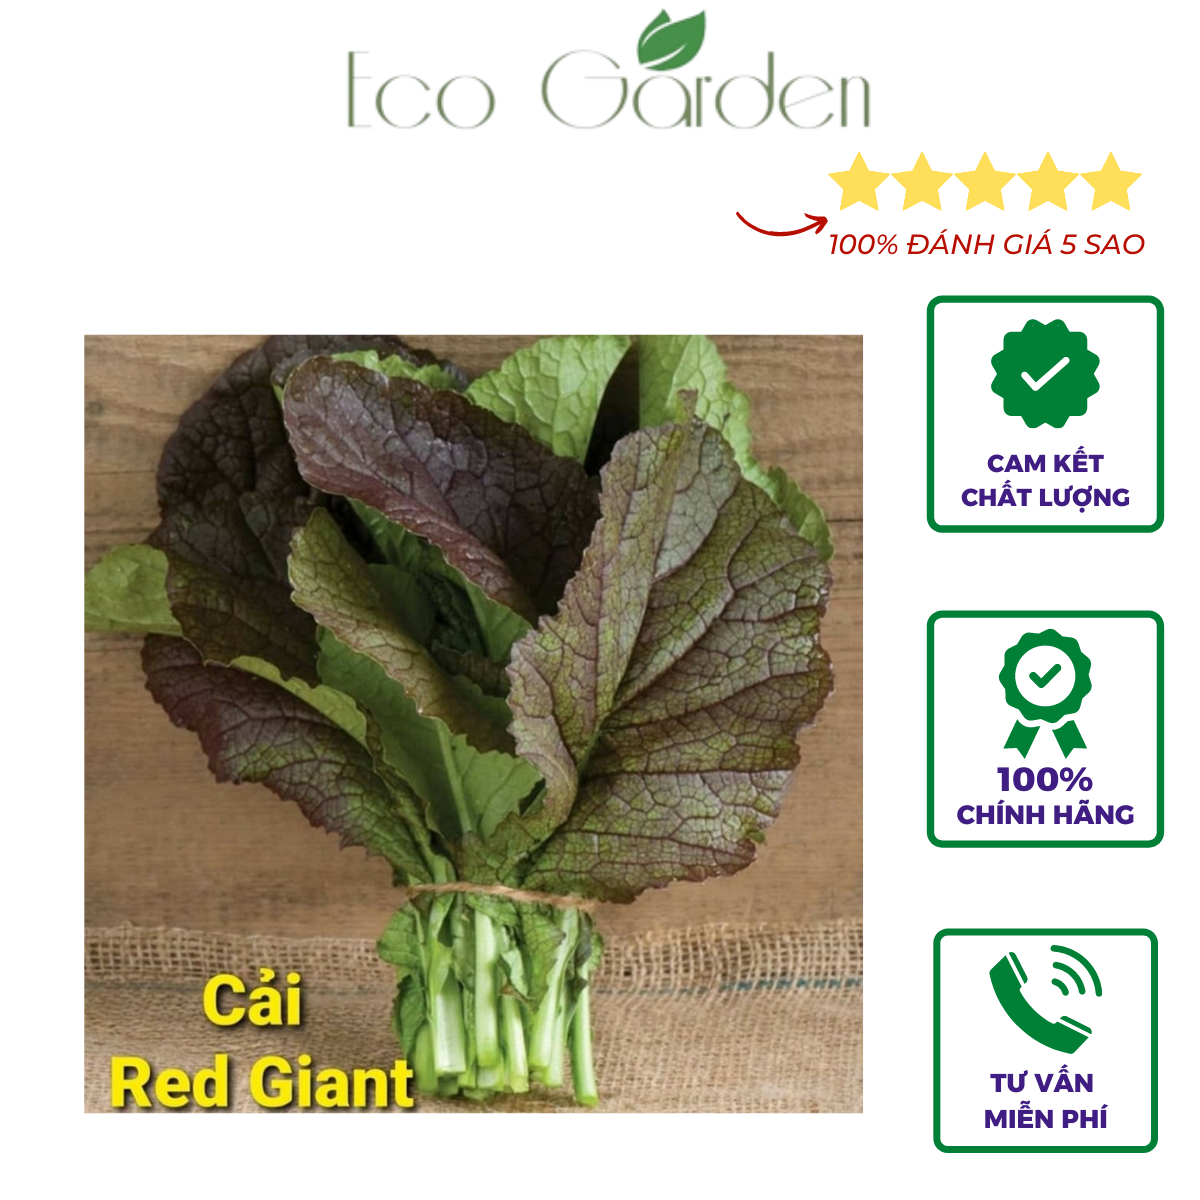 Eco Garden
100% ĐÁNH GIÁ 5 SAO
CAM KẾT
CHẤT LƯỢNG
100%
CHÍNH HÃNG
Cải
Red Giant
TƯ VẤN
MIỄN PHÍ